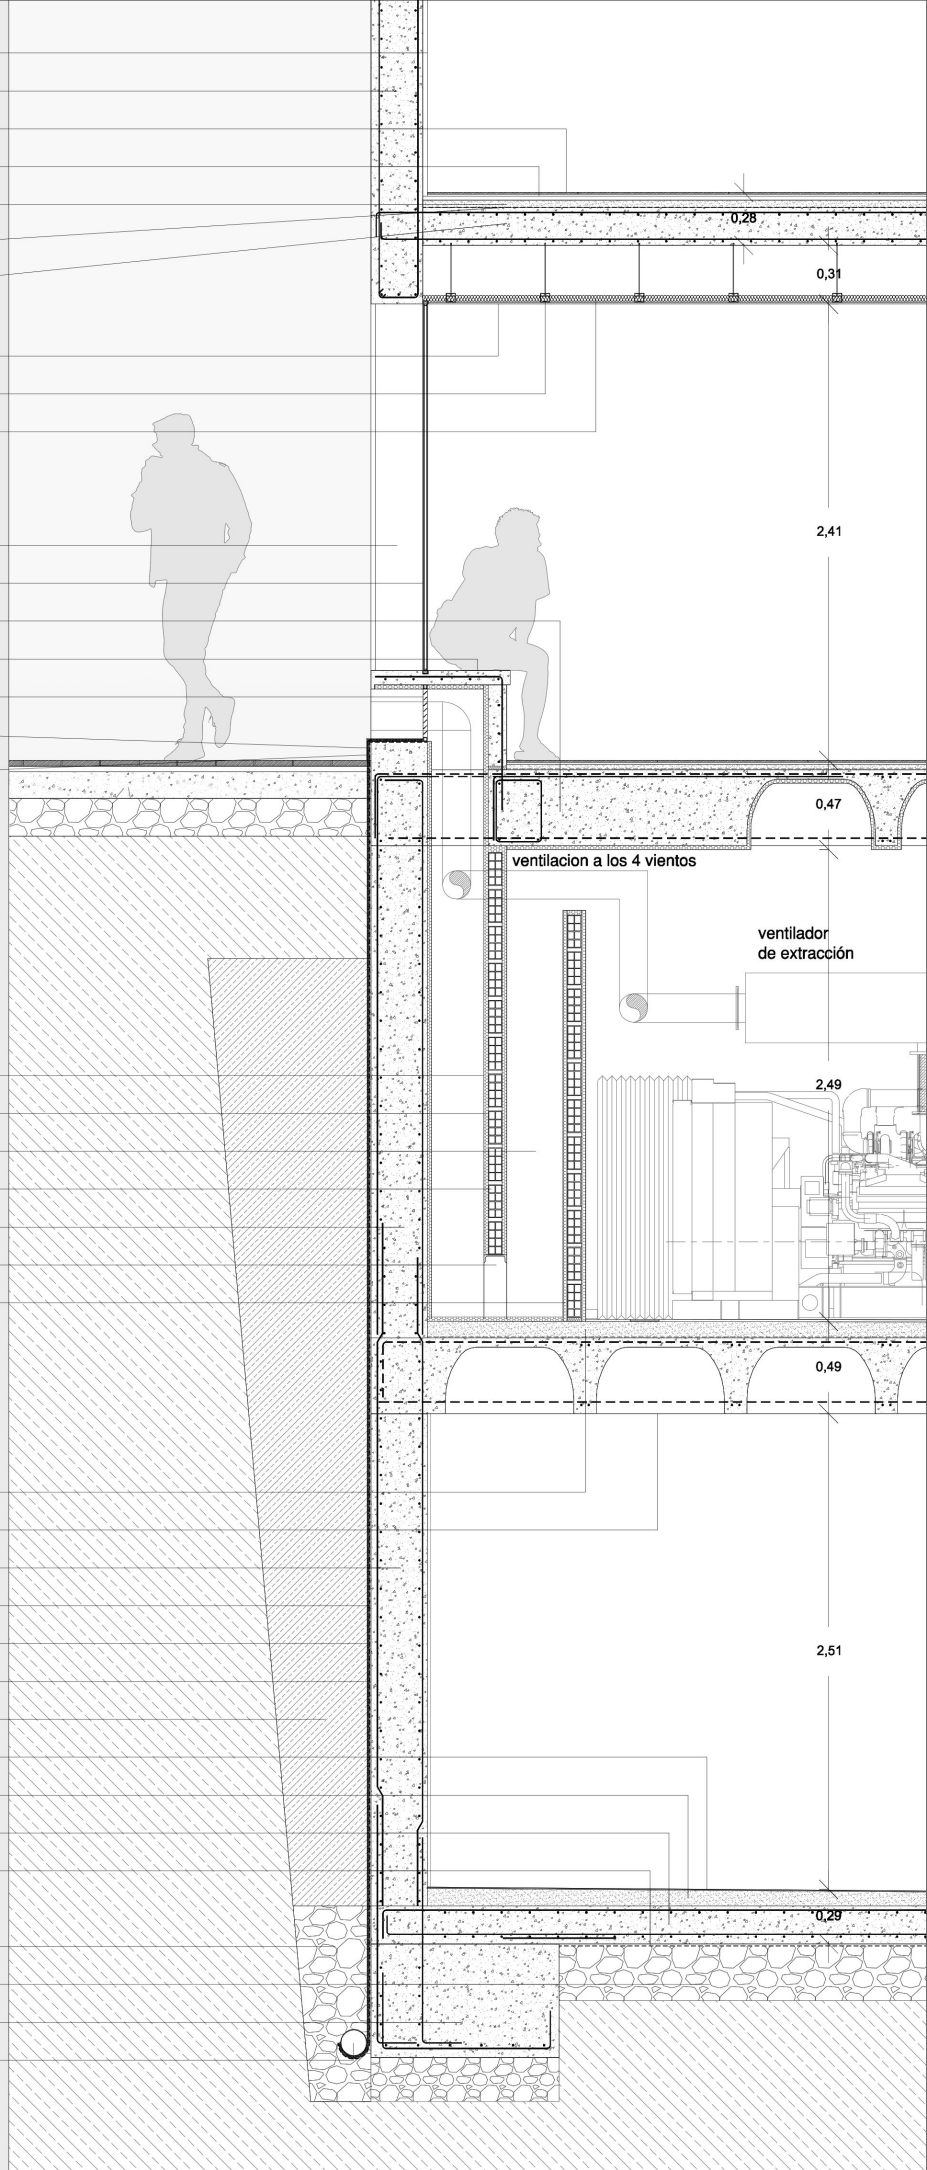 0,28
0,31
2,41
0,47
ventilacion a los 4 vientos
ventilador
de extracción
2,49
0,49
2,51
0,29